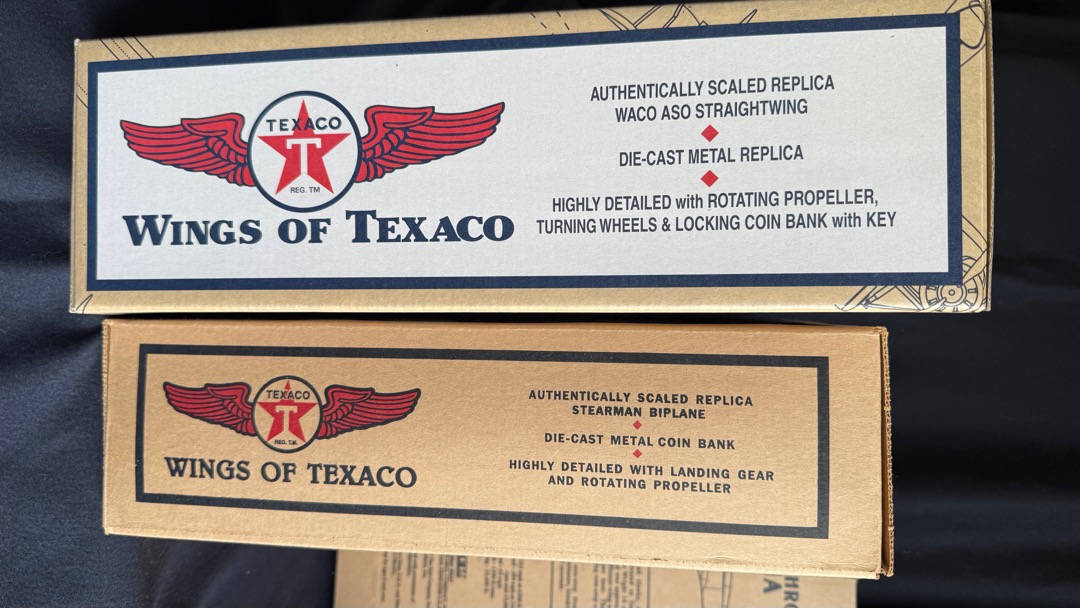 TEXACO
T
REG. TM
WINGS OF TEXACO
AUTHENTICALLY SCALED REPLICA
WACO ASO STRAIGHTWING
DIE-CAST METAL REPLICA
HIGHLY DETAILED with ROTATING PROPELLER,
TURNING WHEELS & LOCKING COIN BANK with KEY
TEXACO
T
REG. T.M.
WINGS OF TEXACO
AUTHENTICALLY SCALED REPLICA
STEARMAN BIPLANE
DIE-CAST METAL COIN BANK
HIGHLY DETAILED WITH LANDING GEAR
AND ROTATING PROPELLER